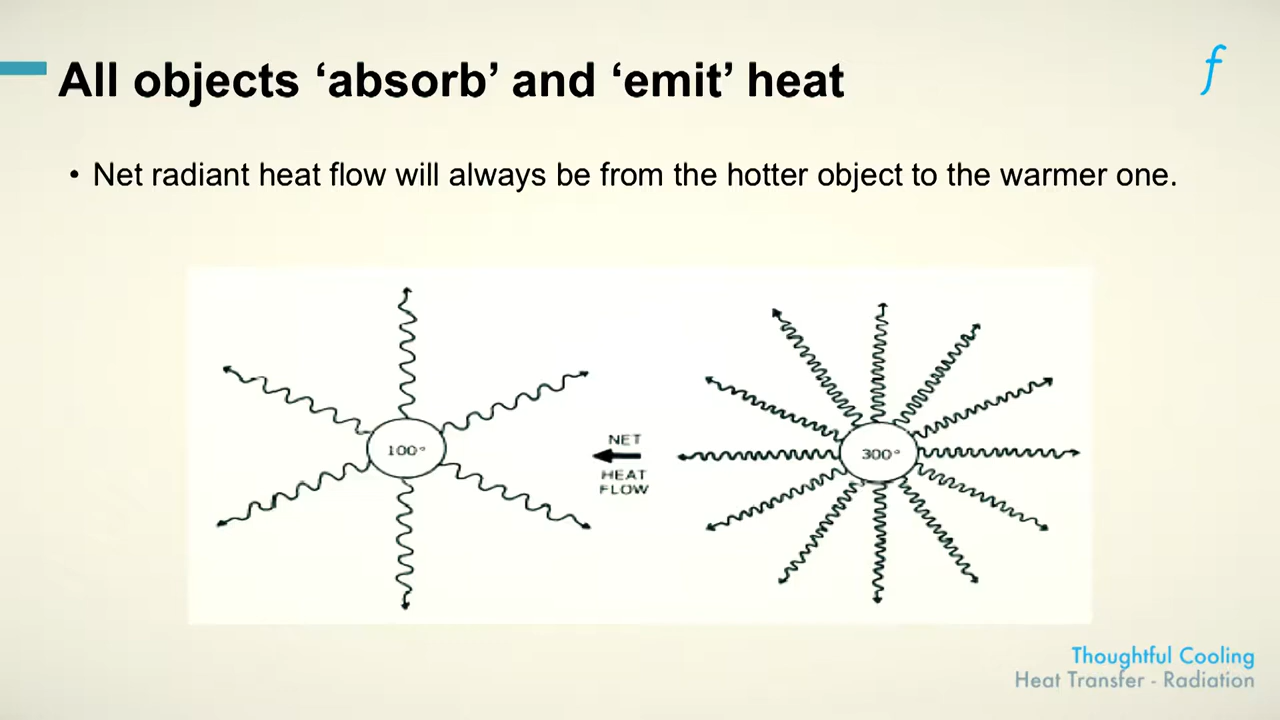 All objects ‘absorb’ and ‘emit’ heat
f
• Net radiant heat flow will always be from the hotter object to the warmer one.
100°
NET
HEAT
FLOW
300°
Thoughtful Cooling
Heat Transfer - Radiation